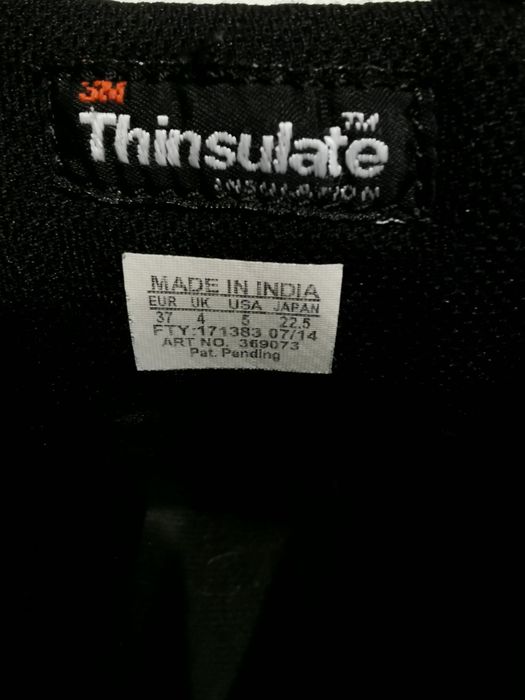 3M
Thinsulate™
INSULATION
MADE IN INDIA
EUR UK USA JAPAN
37 4 5 22.5
FTY:171383 07/14
ART NO. 369073
Pat. Pending